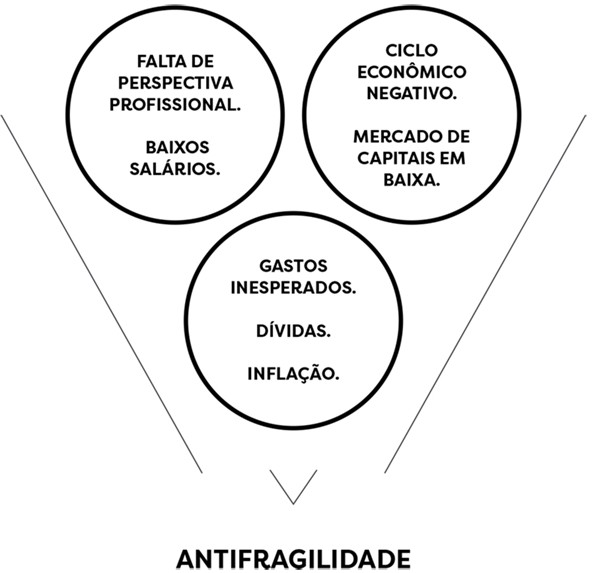 FALTA DE
PERSPECTIVA
PROFISSIONAL.
BAIXOS
SALÁRIOS.
CICLO
ECONÔMICO
NEGATIVO.
MERCADO DE
CAPITAIS EM
BAIXA.
GASTOS
INESPERADOS.
DÍVIDAS.
INFLAÇÃO.
ANTIFRAGILIDADE